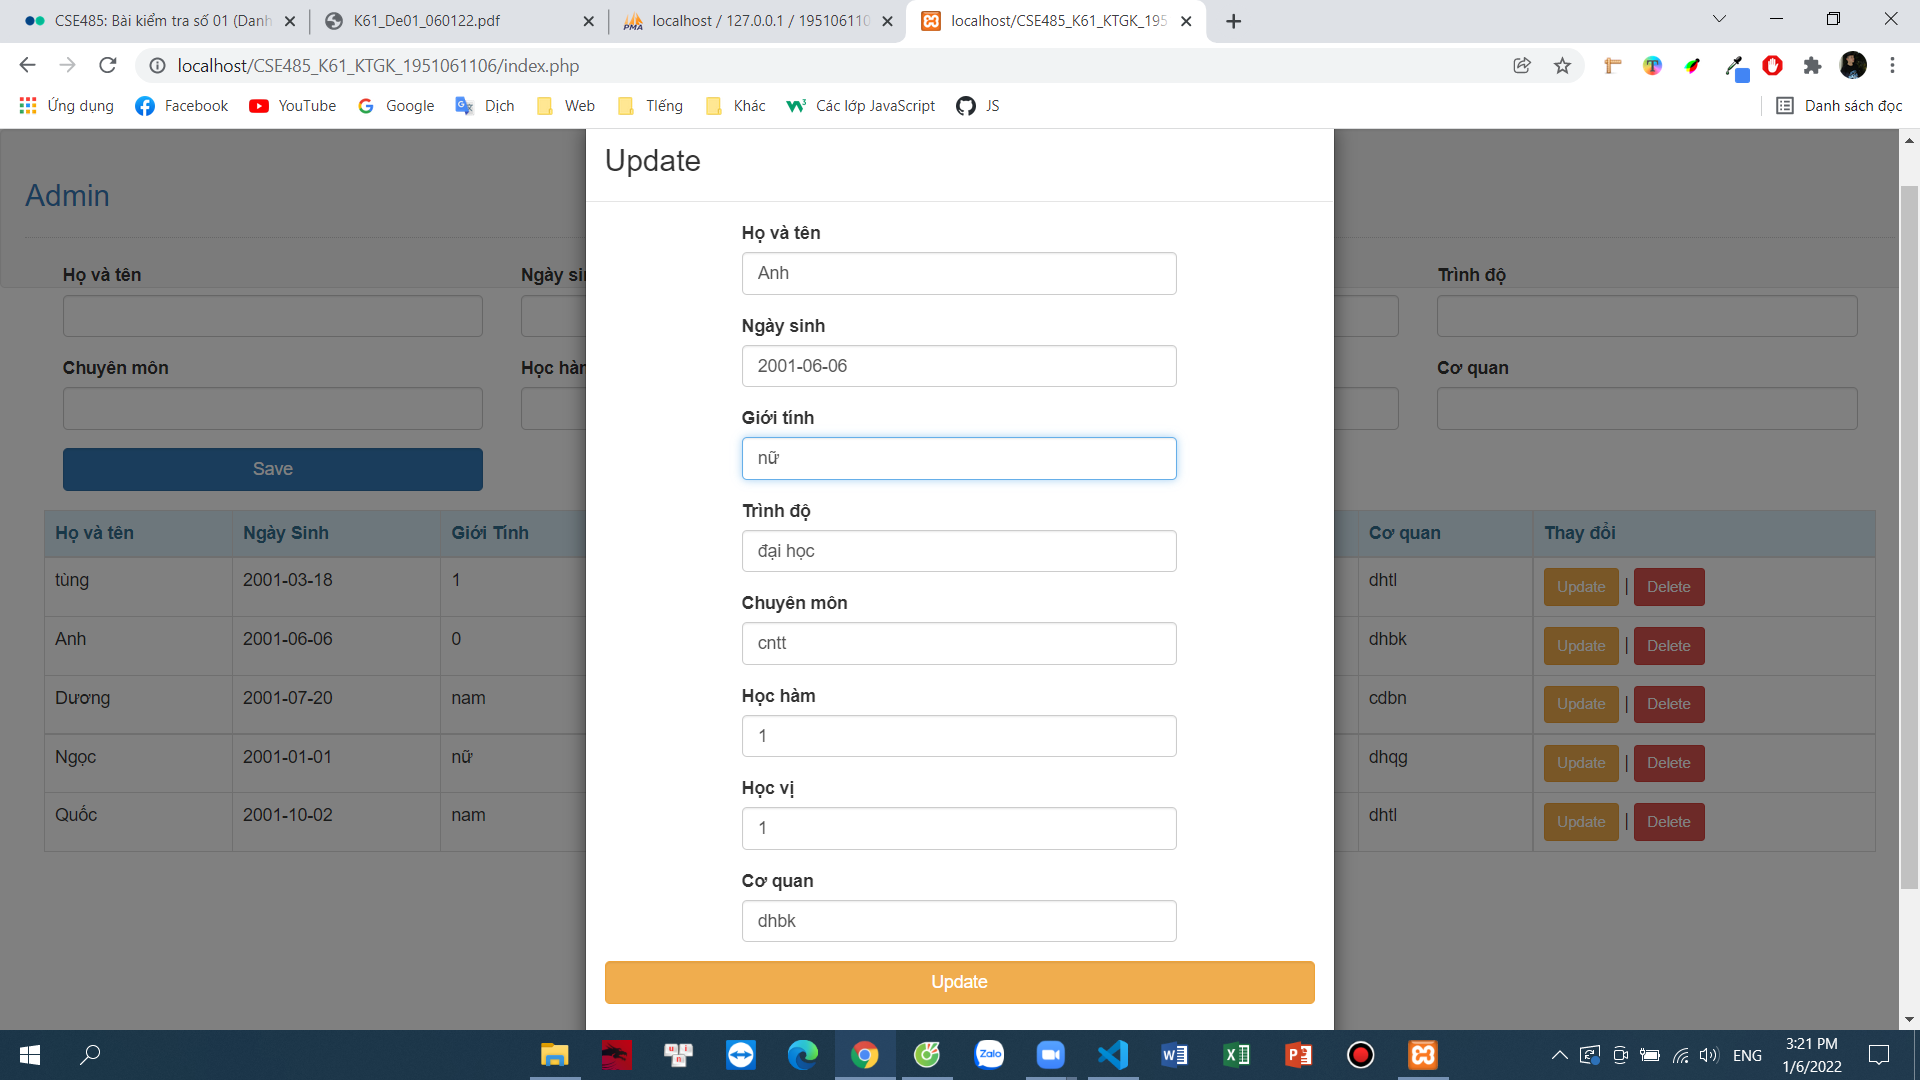 CSE485: Bài kiểm tra số 01 (Danh
K61_De01_060122.pdf
localhost / 127.0.0.1 / 195106110
localhost/CSE485_K61_KTGK_195
localhost/CSE485_K61_KTGK_1951061106/index.php
Ứng dụng
Facebook
YouTube
Google
Dịch
Web
TIếng
Khác
Các lớp JavaScript
JS
Danh sách đọc
Admin
Họ và tên
Ngày si
Trình độ
Chuyên môn
Học hàn
Cơ quan
Save
Họ và tên Ngày Sinh Giới Tính Cơ quan Thay đổi
tùng 2001-03-18 1 dhtl Update | Delete
Anh 2001-06-06 0 dhbk Update | Delete
Dương 2001-07-20 nam cdbn Update | Delete
Ngọc 2001-01-01 nữ dhqg Update | Delete
Quốc 2001-10-02 nam dhtl Update | Delete
Update
Họ và tên
Anh
Ngày sinh
2001-06-06
Giới tính
nữ
Trình độ
đại học
Chuyên môn
cntt
Học hàm
1
Học vị
1
Cơ quan
dhbk
Update
Zalo
ENG
3:21 PM
1/6/2022